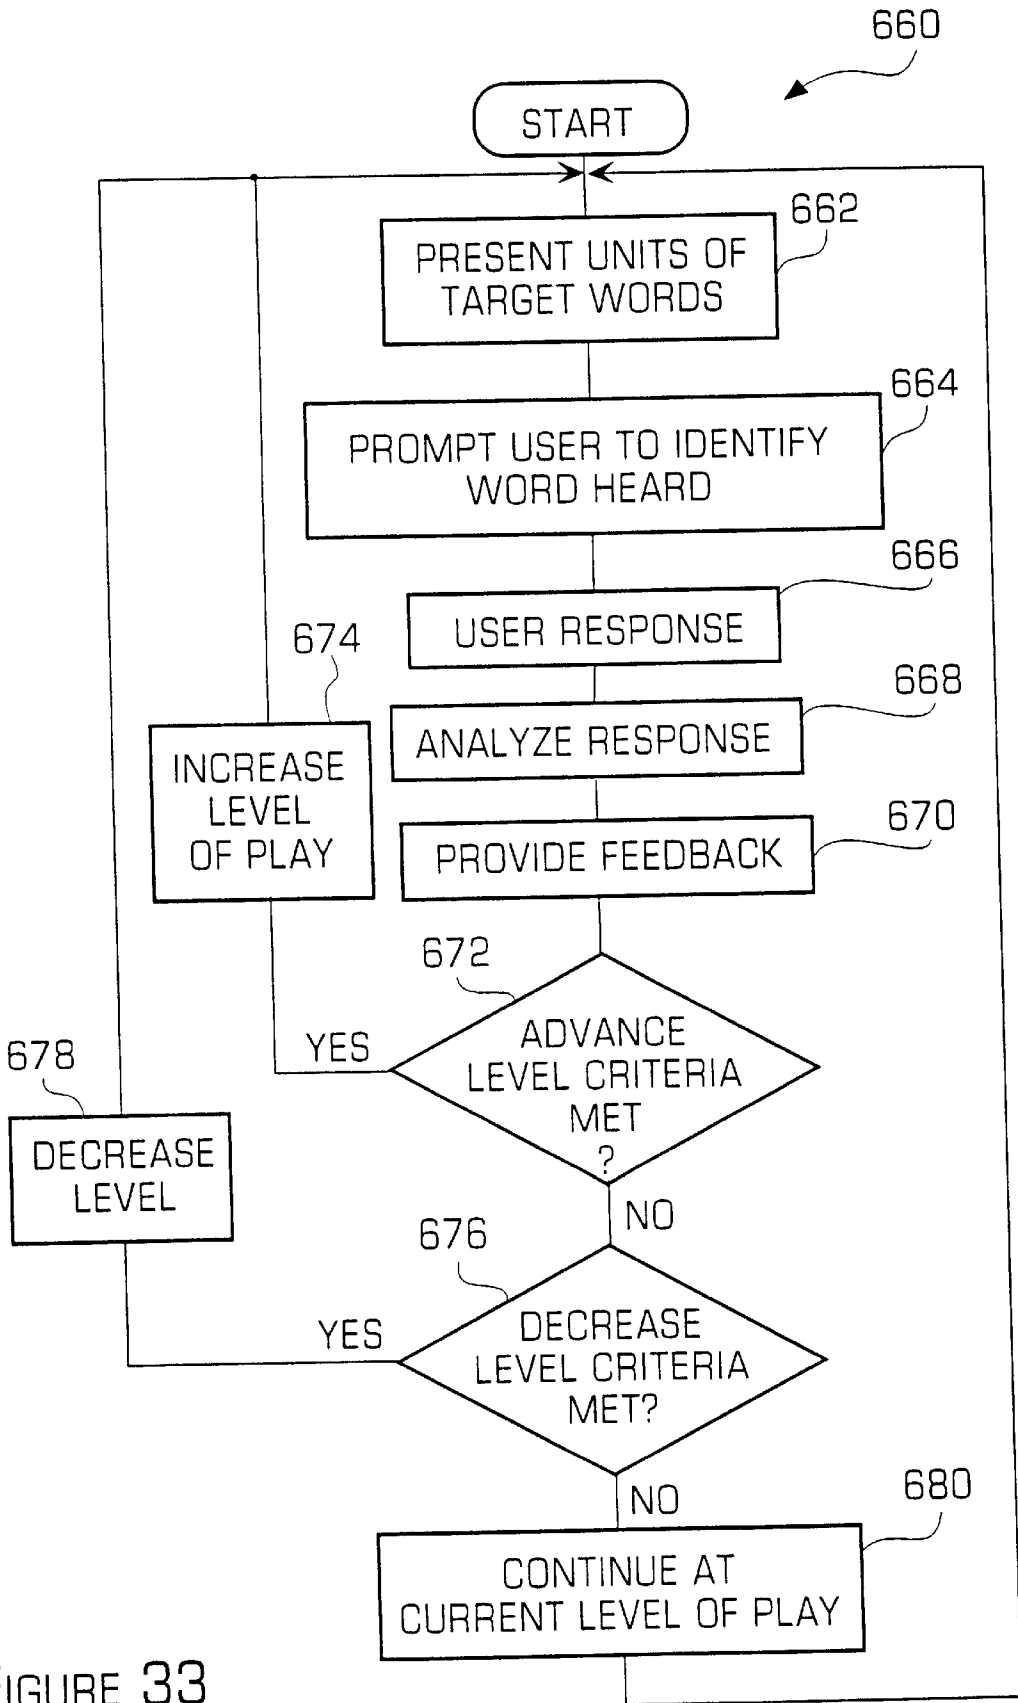 660
START
662
PRESENT UNITS OF
TARGET WORDS
664
PROMPT USER TO IDENTIFY
WORD HEARD
666
USER RESPONSE
674
668
INCREASE
LEVEL
OF PLAY
ANALYZE RESPONSE
670
PROVIDE FEEDBACK
672
YES
ADVANCE
LEVEL CRITERIA
MET
?
678
DECREASE
LEVEL
NO
676
YES
DECREASE
LEVEL CRITERIA
MET?
NO
680
CONTINUE AT
CURRENT LEVEL OF PLAY
FIGURE 33